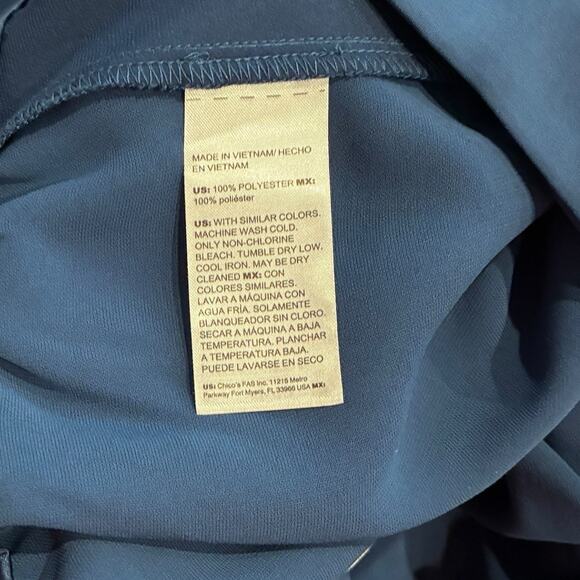 MADE IN VIETNAM/ HECHO
EN VIETNAM
US: 100% POLYESTER MX:
100% poliéster
US: WITH SIMILAR COLORS.
MACHINE WASH COLD.
ONLY NON-CHLORINE
BLEACH. TUMBLE DRY LOW.
COOL IRON. MAY BE DRY
CLEANED MX: CON
COLORES SIMILARES.
LAVAR A MÁQUINA CON
AGUA FRÍA. SOLAMENTE
BLANQUEADOR SIN CLORO.
SECAR A MÁQUINA A BAJA
TEMPERATURA. PLANCHAR
A TEMPERATURA BAJA.
PUEDE LAVARSE EN SECO
US: Chico's FAS Inc, 11215 Metro
Parkway Fort Myers, FL 33966 USA MX: